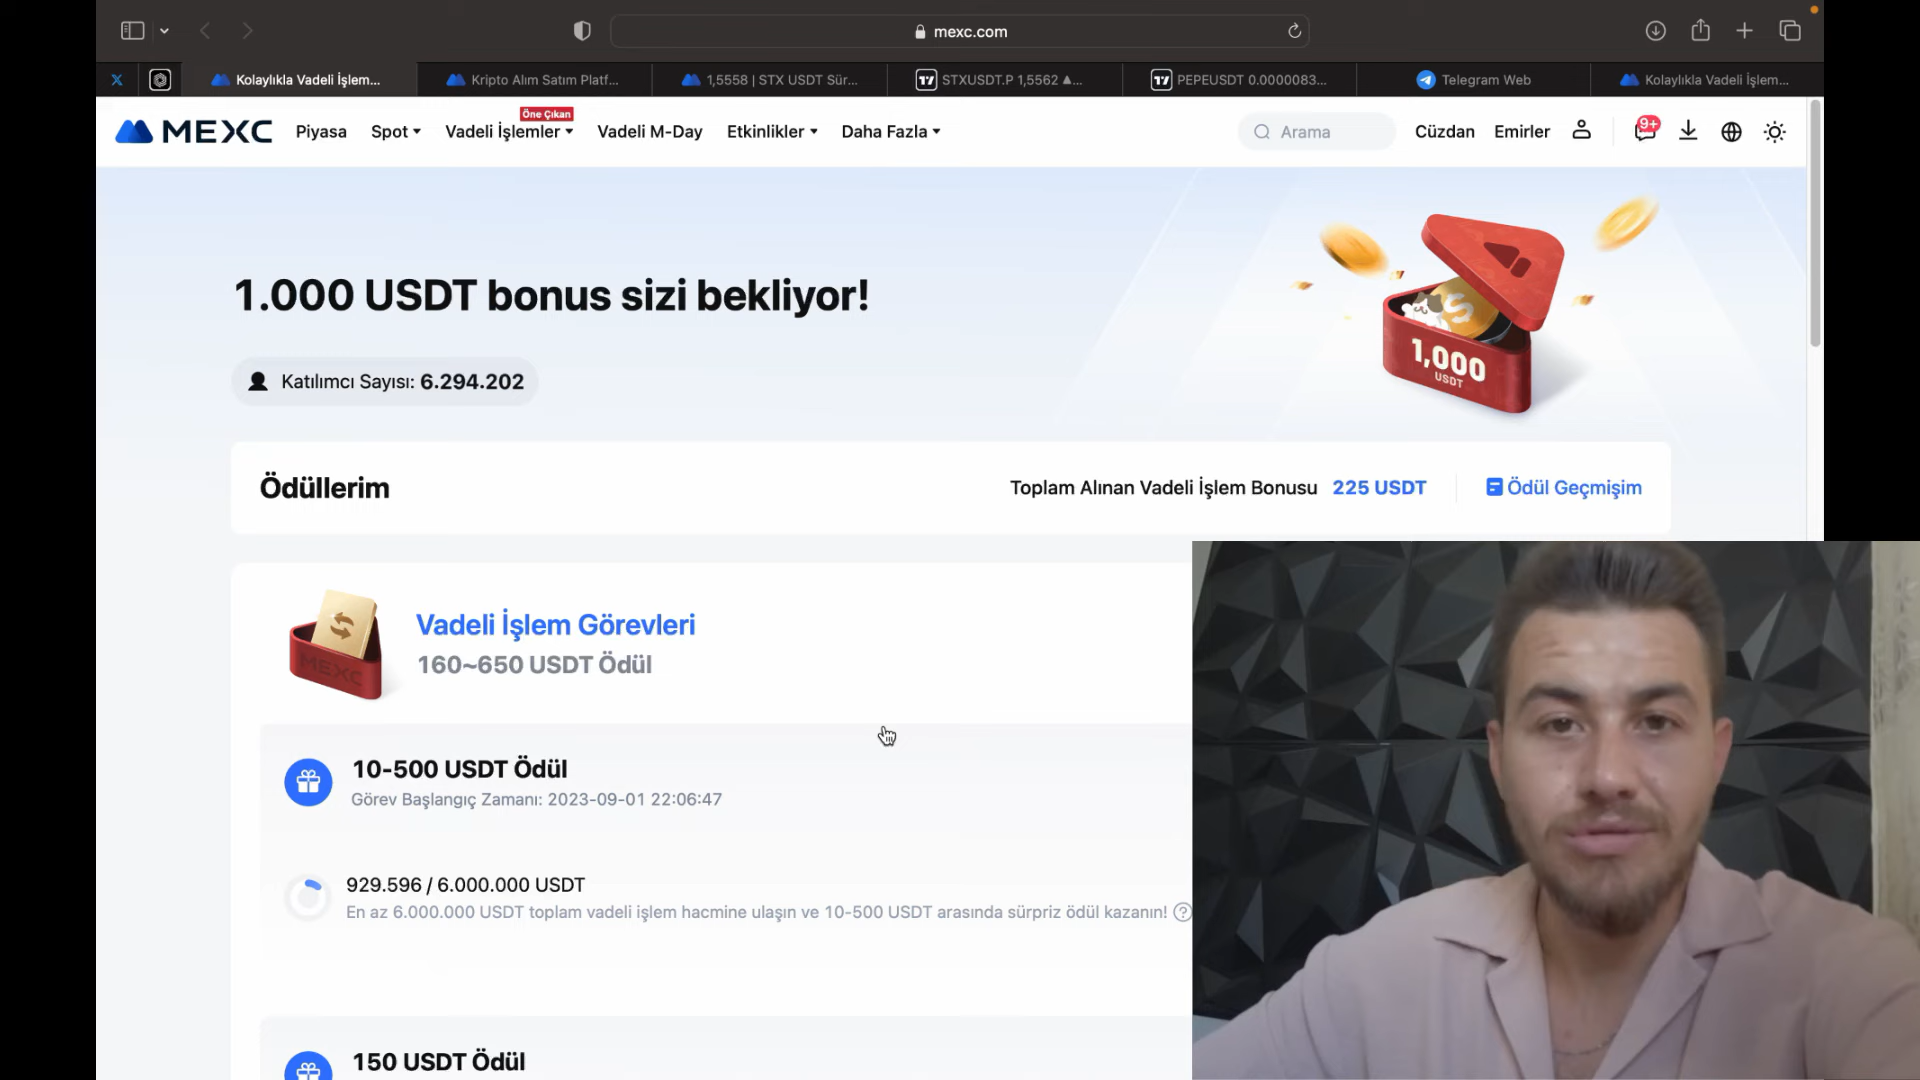 mexc.com
Kolaylıkla Vadeli İşlem...
Kripto Alım Satım Platf...
1,5558 | STX USDT Sür...
STXUSDT.P 1,5562 ▲...
PEPEUSDT 0.0000083...
Telegram Web
Kolaylıkla Vadeli İşlem...
MEXC
Piyasa
Spot
Vadeli İşlemler
Öne Çıkan
Vadeli M-Day
Etkinlikler
Daha Fazla
Arama
Cüzdan
Emirler
9+
1.000 USDT bonus sizi bekliyor!
1,000
USDT
Katılımcı Sayısı: 6.294.202
Ödüllerim
Toplam Alınan Vadeli İşlem Bonusu 225 USDT
Ödül Geçmişim
MEXC
Vadeli İşlem Görevleri
160~650 USDT Ödül
10-500 USDT Ödül
Görev Başlangıç Zamanı: 2023-09-01 22:06:47
929.596 / 6.000.000 USDT
En az 6.000.000 USDT toplam vadeli işlem hacmine ulaşın ve 10-500 USDT arasında sürpriz ödül kazanın!
150 USDT Ödül